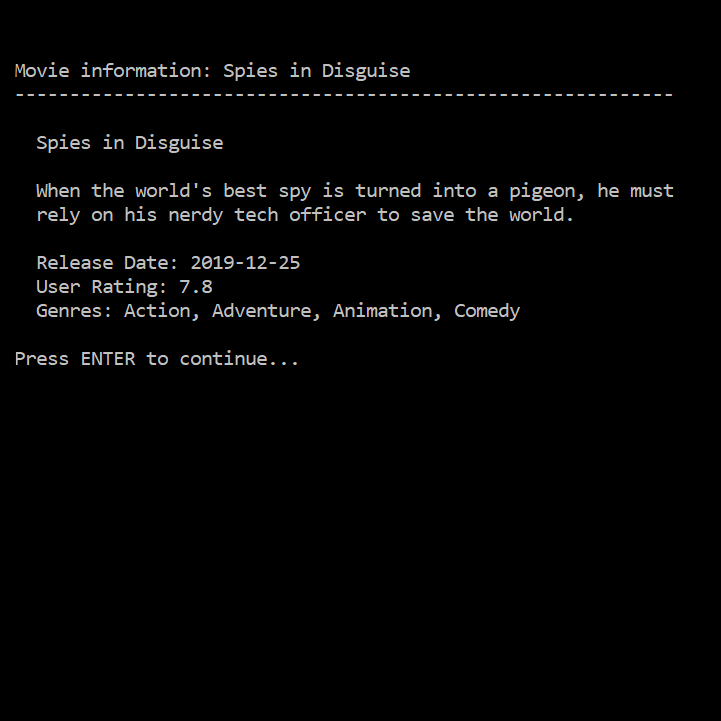 Movie information: Spies in Disguise
------------------------------------------------------------
Spies in Disguise
When the world's best spy is turned into a pigeon, he must
rely on his nerdy tech officer to save the world.
Release Date: 2019-12-25
User Rating: 7.8
Genres: Action, Adventure, Animation, Comedy
Press ENTER to continue...